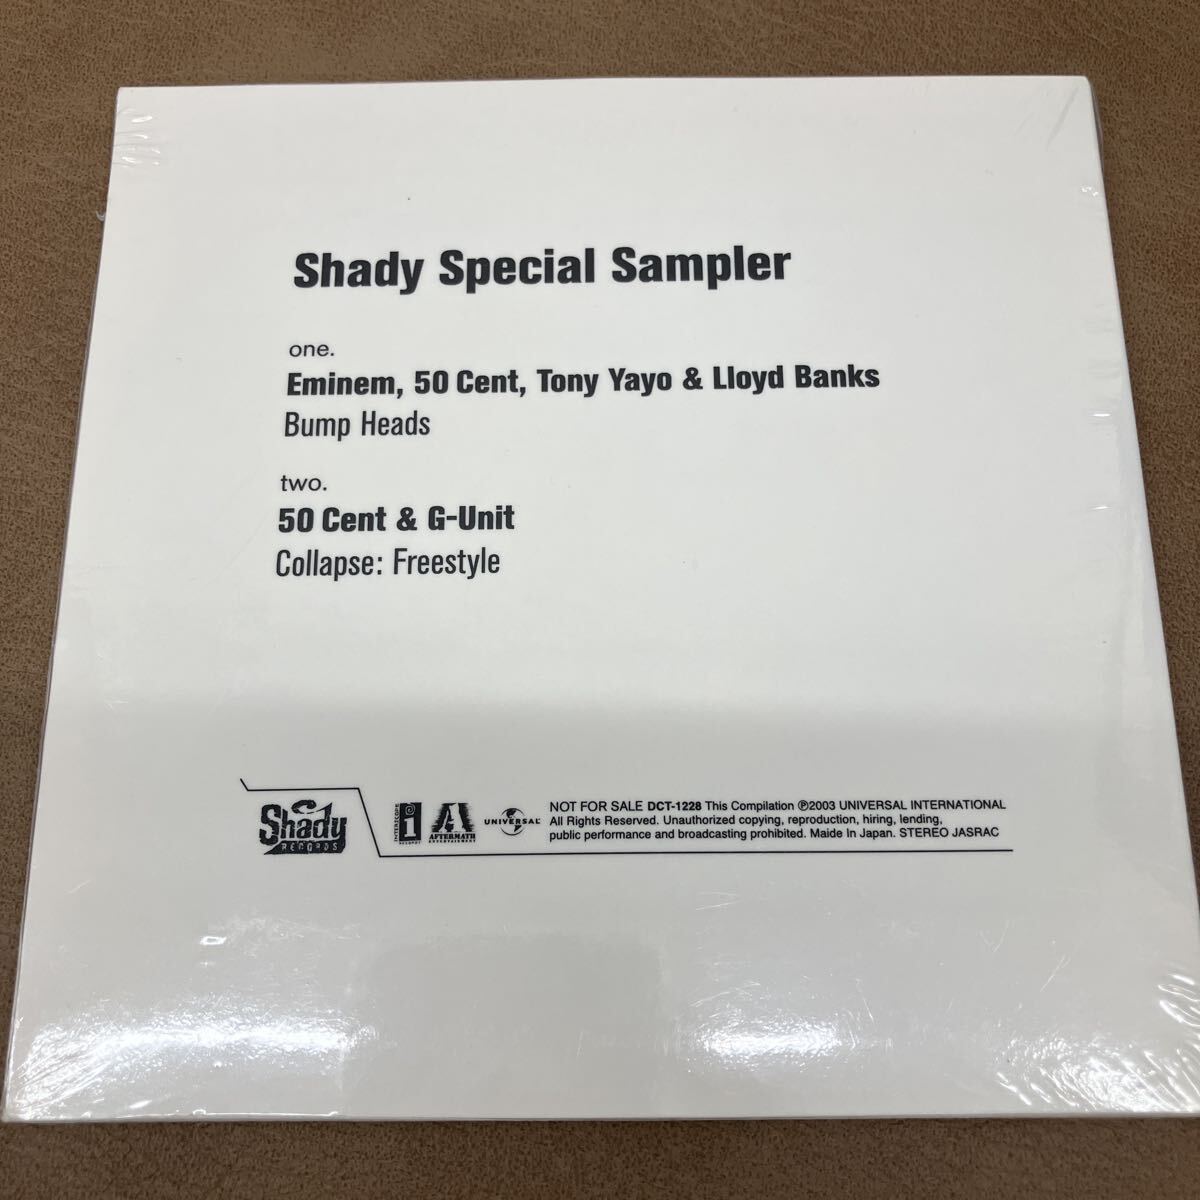 Shady Special Sampler
one.
Eminem, 50 Cent, Tony Yayo & Lloyd Banks
Bump Heads
two.
50 Cent & G-Unit
Collapse: Freestyle
Shady
RECORDS
INTERSCOPE
RECORDS
AFTERMATH
ENTERTAINMENT
UNIVERSAL
NOT FOR SALE DCT-1228 This Compilation ℗2003 UNIVERSAL INTERNATIONAL
All Rights Reserved. Unauthorized copying, reproduction, hiring, lending,
public performance and broadcasting prohibited. Maide In Japan. STEREO JASRAC